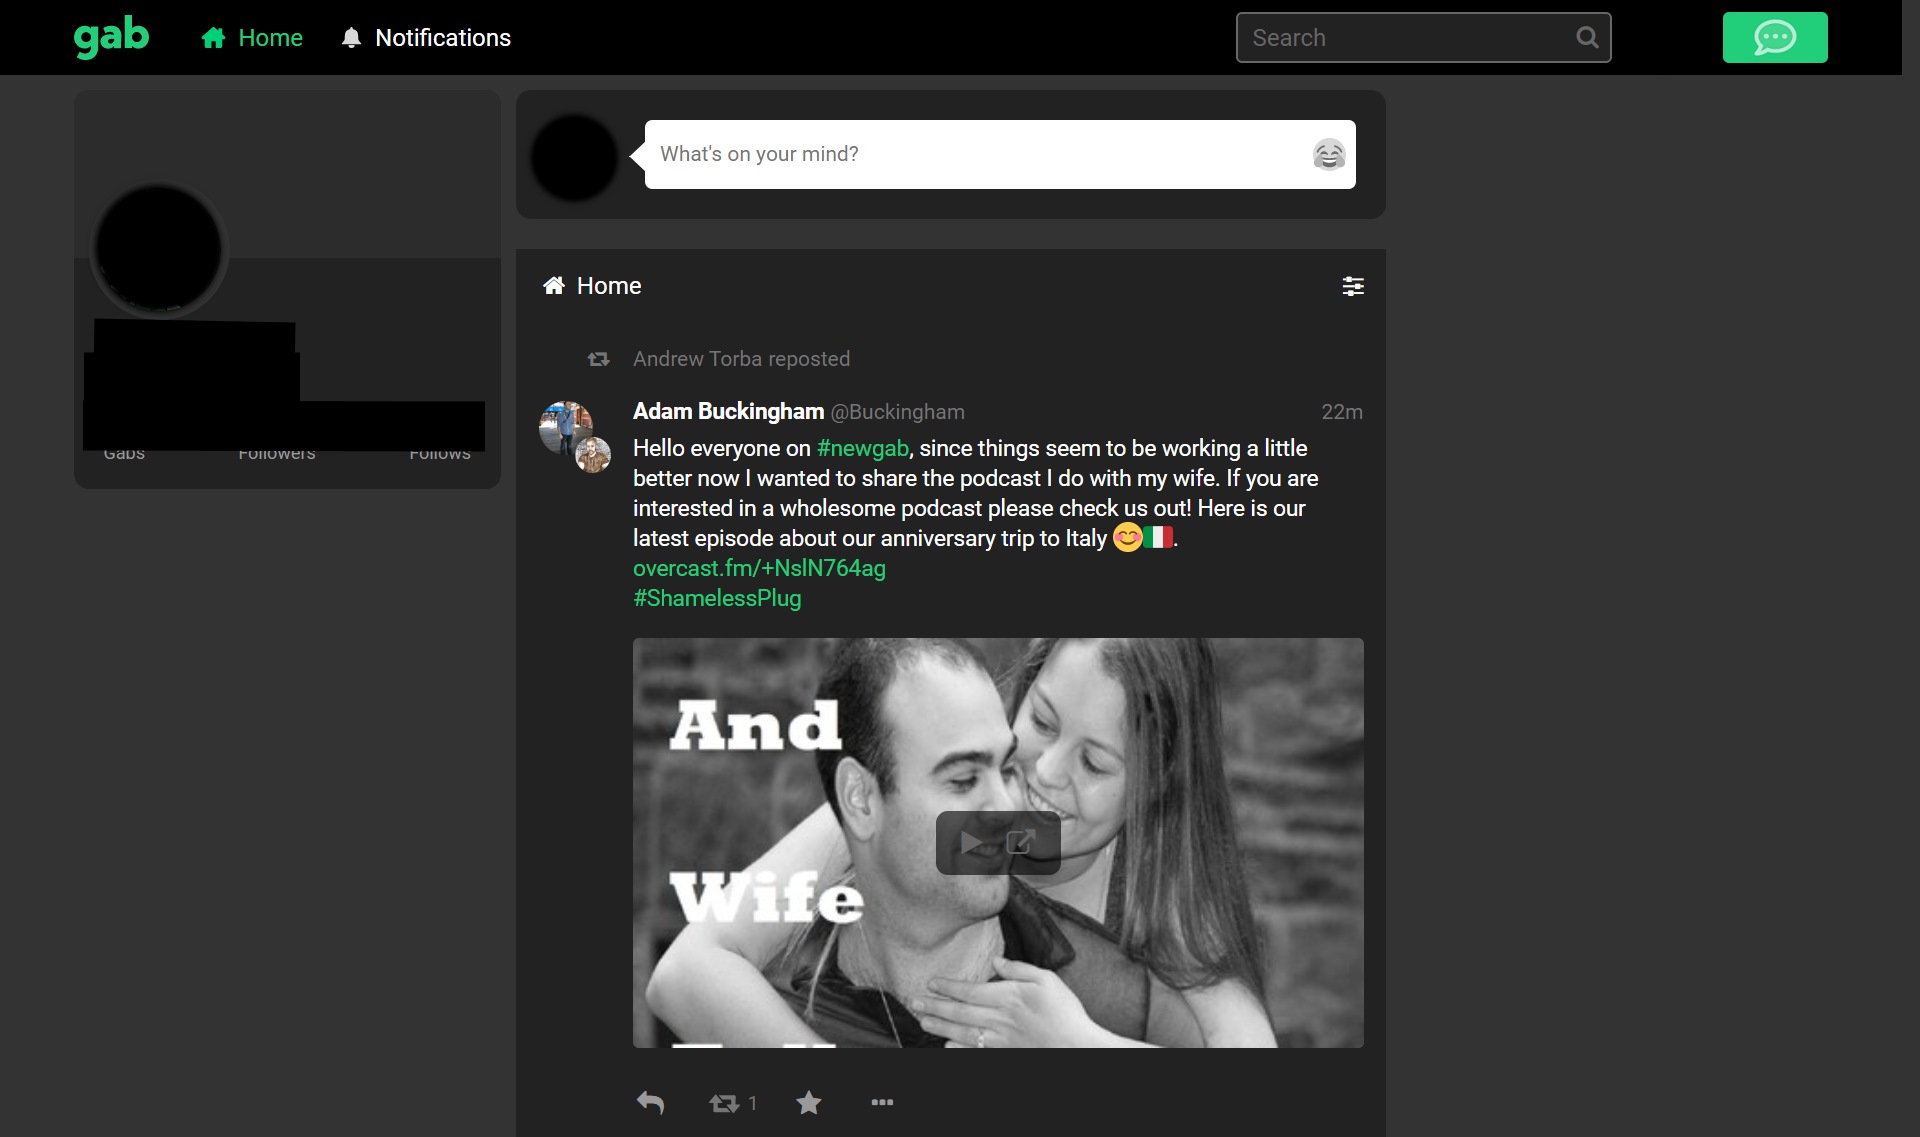 gab
Home
Notifications
Search
What's on your mind?
Gabs
Followers
Follows
Home
Andrew Torba reposted
Adam Buckingham @Buckingham
22m
Hello everyone on #newgab, since things seem to be working a little
better now I wanted to share the podcast I do with my wife. If you are
interested in a wholesome podcast please check us out! Here is our
latest episode about our anniversary trip to Italy 😊🇮🇹.
overcast.fm/+NslN764ag
#ShamelessPlug
And
Wife
1